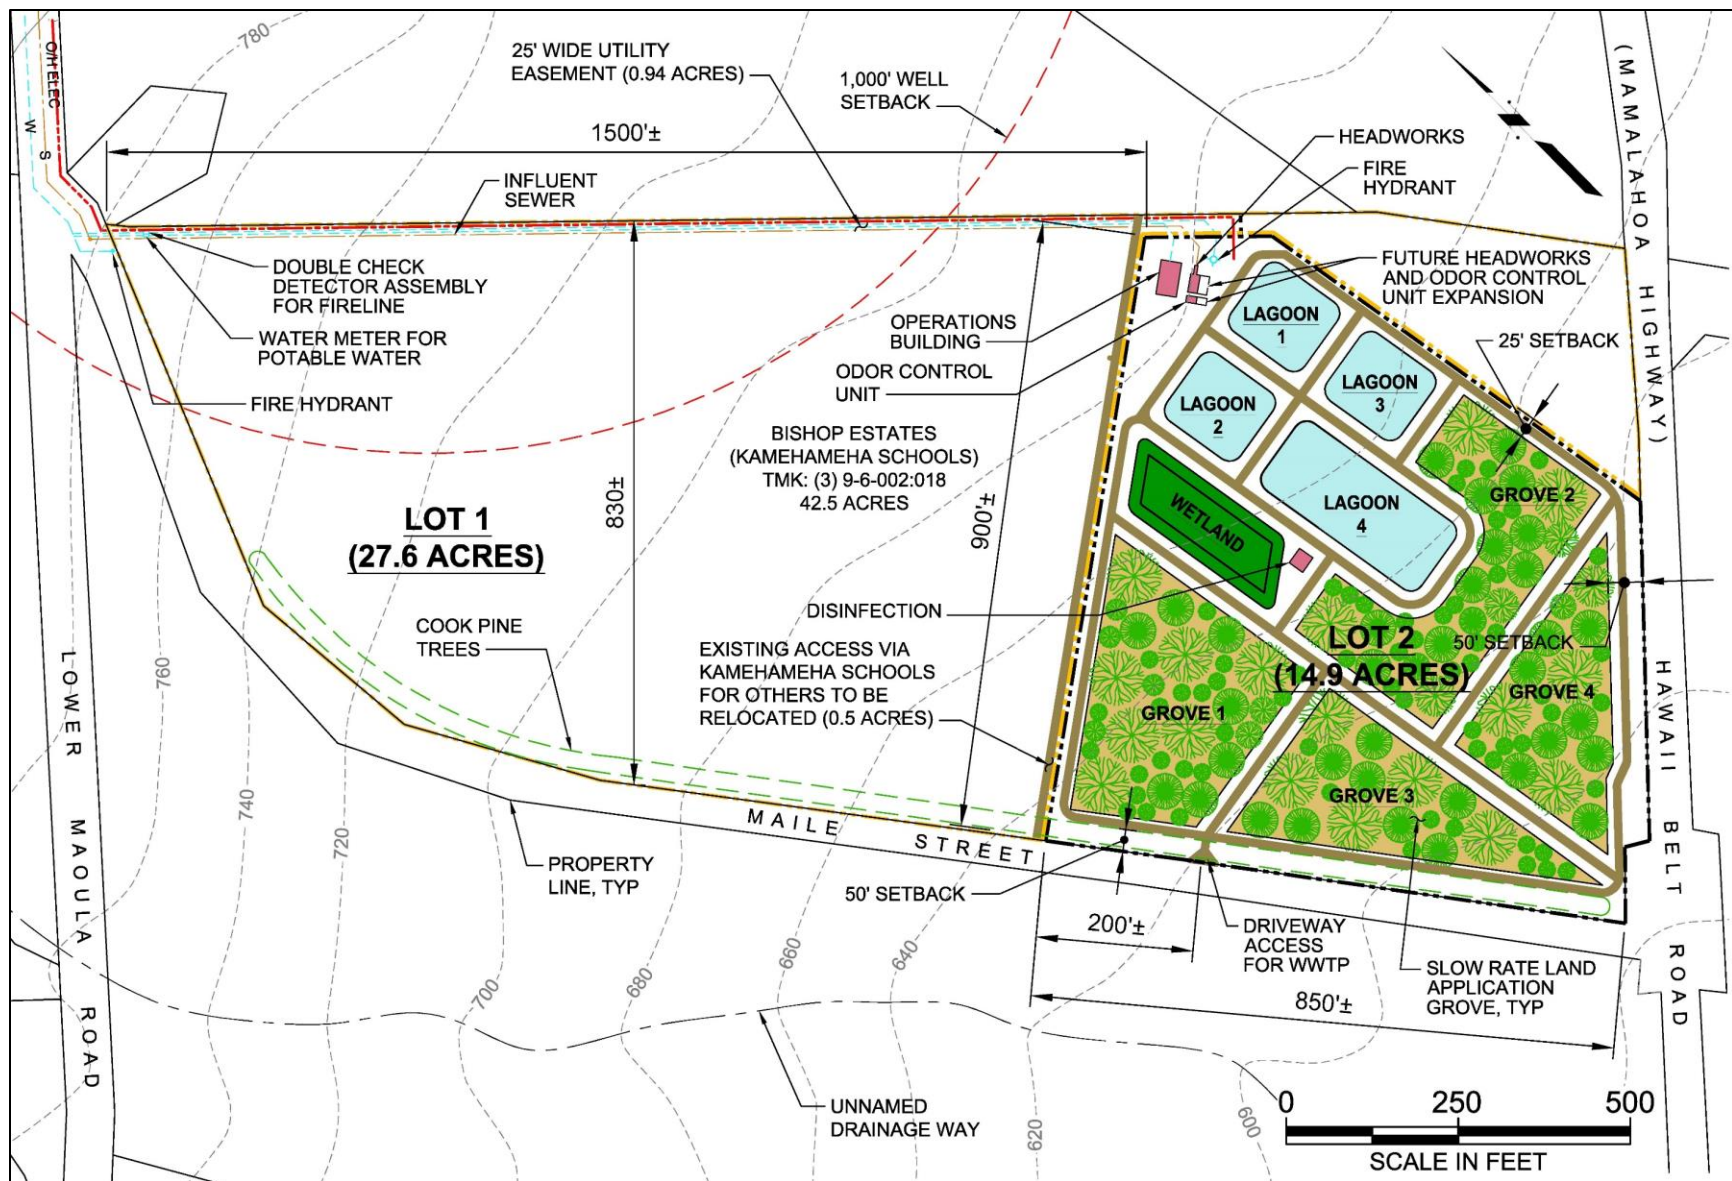 780
O/H ELEC
W
S
25' WIDE UTILITY
EASEMENT (0.94 ACRES)
1,000' WELL
SETBACK
1500'±
INFLUENT
SEWER
HEADWORKS
FIRE
HYDRANT
(MAMALAHOA HIGHWAY)
DOUBLE CHECK
DETECTOR ASSEMBLY
FOR FIRELINE
WATER METER FOR
POTABLE WATER
FIRE HYDRANT
FUTURE HEADWORKS
AND ODOR CONTROL
UNIT EXPANSION
OPERATIONS
BUILDING
ODOR CONTROL
UNIT
25' SETBACK
LAGOON
1
LAGOON
2
LAGOON
3
LAGOON
4
BISHOP ESTATES
(KAMEHAMEHA SCHOOLS)
TMK: (3) 9-6-002:018
42.5 ACRES
LOT 1
(27.6 ACRES)
830±
900'±
WETLAND
GROVE 2
DISINFECTION
COOK PINE
TREES
EXISTING ACCESS VIA
KAMEHAMEHA SCHOOLS
FOR OTHERS TO BE
RELOCATED (0.5 ACRES)
LOT 2
(14.9 ACRES)
50' SETBACK
GROVE 4
GROVE 1
GROVE 3
760
740
720
700
680
660
640
620
600
LOWER MAOULA ROAD
MAILE STREET
HAWAII BELT ROAD
PROPERTY
LINE, TYP
50' SETBACK
200'±
DRIVEWAY
ACCESS
FOR WWTP
SLOW RATE LAND
APPLICATION
GROVE, TYP
850'±
UNNAMED
DRAINAGE WAY
0 250 500
SCALE IN FEET